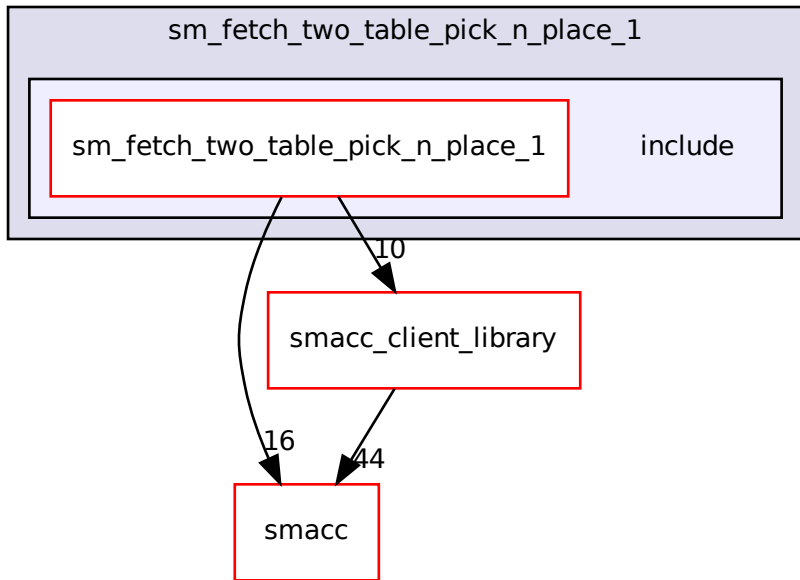 sm_fetch_two_table_pick_n_place_1
sm_fetch_two_table_pick_n_place_1
include
10
smacc_client_library
16
44
smacc